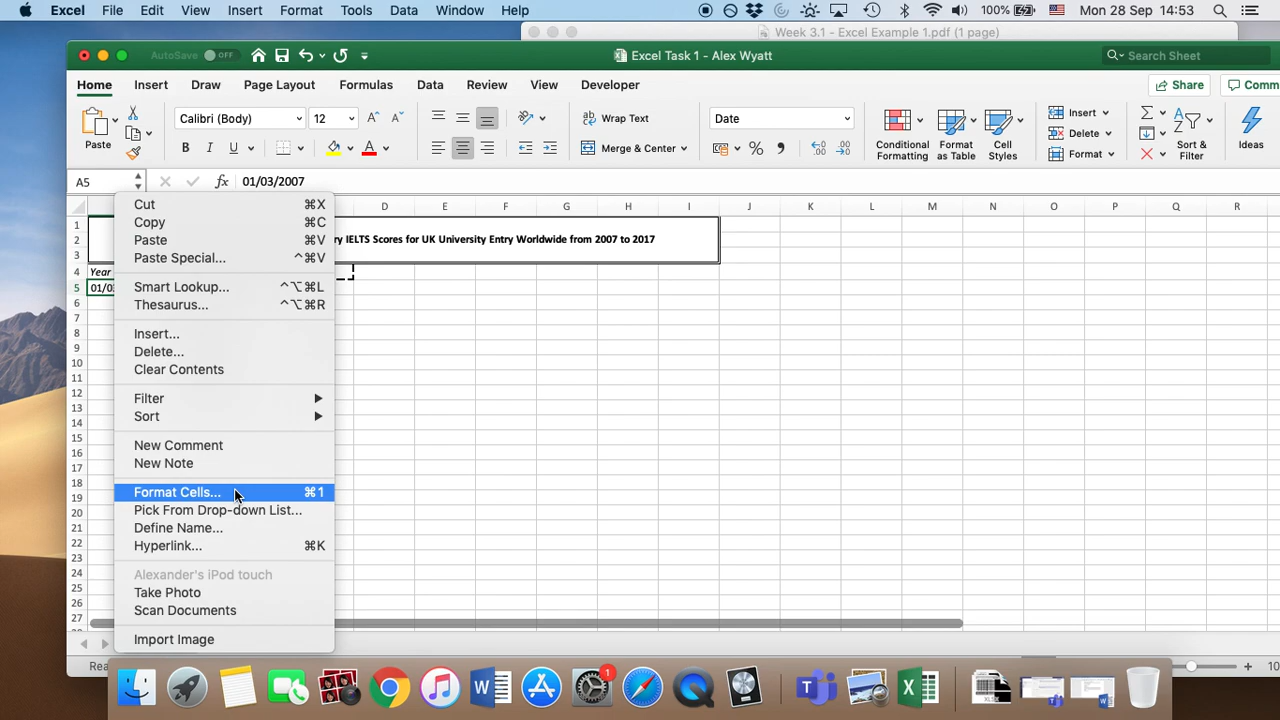 Excel File Edit View Insert Format Tools Data Window Help 100% Mon 28 Sep 14:53
Week 3.1 - Excel Example 1.pdf (1 page)
AutoSave OFF Excel Task 1 - Alex Wyatt Search Sheet
Home Insert Draw Page Layout Formulas Data Review View Developer Share Comm
Paste Calibri (Body) 12 Wrap Text Date Insert
B I U Merge & Center Delete
Conditional Formatting Format as Table Cell Styles Format Sort & Filter Ideas
A5 fx 01/03/2007
D E F G H I J K L M N O P Q R
1
2 ry IELTS Scores for UK University Entry Worldwide from 2007 to 2017
3
4 Year
5 01/0
6
7
8
9
10
11
12
13
14
15
16
17
18
19
20
21
22
23
24
25
26
27
Cut ⌘X
Copy ⌘C
Paste ⌘V
Paste Special... ^⌘V
Smart Lookup... ^⌥⌘L
Thesaurus... ^⌥⌘R
Insert...
Delete...
Clear Contents
Filter
Sort
New Comment
New Note
Format Cells... ⌘1
Pick From Drop-down List...
Define Name...
Hyperlink... ⌘K
Alexander's iPod touch
Take Photo
Scan Documents
Import Image
Rea 10
1